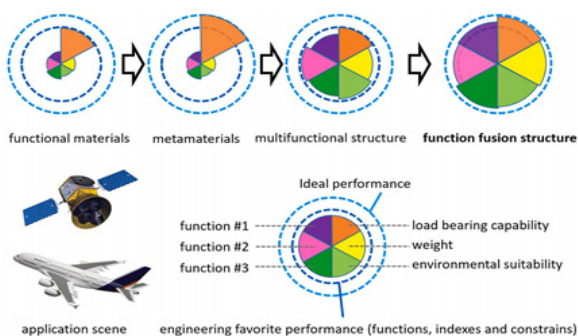 functional materials metamaterials multifunctional structure function fusion structure
Ideal performance
function #1 load bearing capability
function #2 weight
function #3 environmental suitability
application scene engineering favorite performance (functions, indexes and constrains)